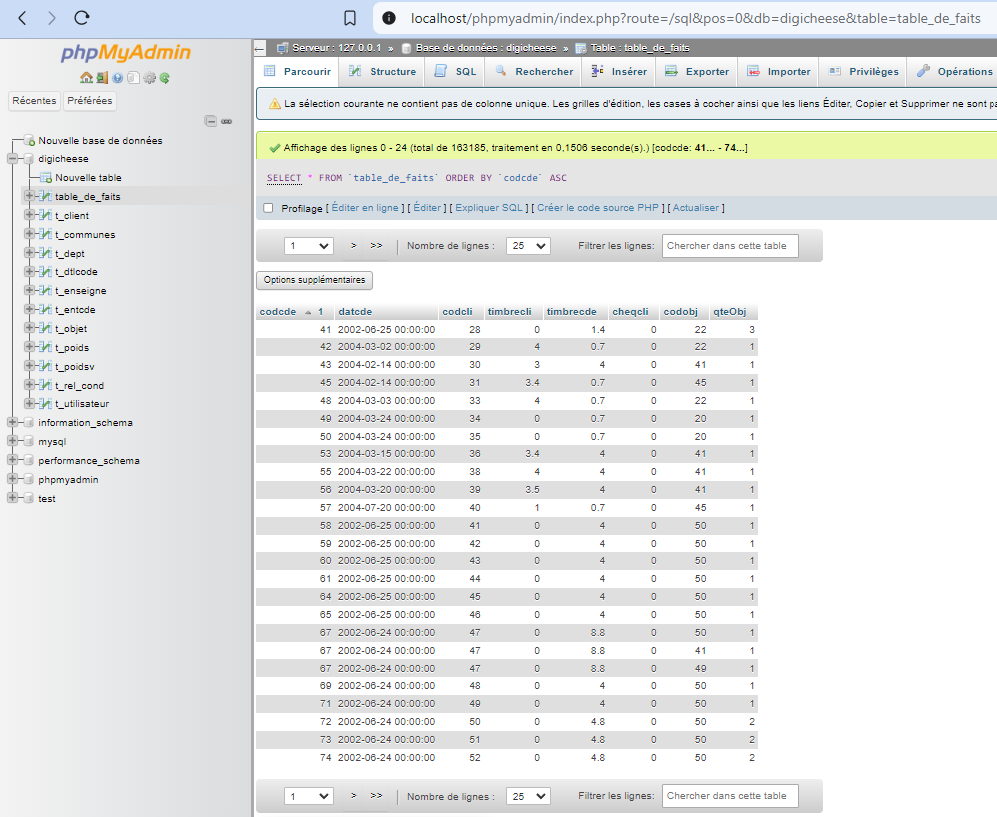 localhost/phpmyadmin/index.php?route=/sql&pos=0&db=digicheese&table=table_de_faits
phpMyAdmin
Récentes Préférées
Nouvelle base de données
digicheese
Nouvelle table
table_de_faits
t_client
t_communes
t_dept
t_dtlcode
t_enseigne
t_entcde
t_objet
t_poids
t_poidsv
t_rel_cond
t_utilisateur
information_schema
mysql
performance_schema
phpmyadmin
test
Serveur : 127.0.0.1 » Base de données : digicheese » Table : table_de_faits
Parcourir Structure SQL Rechercher Insérer Exporter Importer Privilèges Opérations
La sélection courante ne contient pas de colonne unique. Les grilles d'édition, les cases à cocher ainsi que les liens Éditer, Copier et Supprimer ne sont pa
Affichage des lignes 0 - 24 (total de 163185, traitement en 0,1506 seconde(s).) [codcde: 41... - 74...]
SELECT * FROM `table_de_faits` ORDER BY `codcde` ASC
Profilage [ Éditer en ligne ] [ Éditer ] [ Expliquer SQL ] [ Créer le code source PHP ] [ Actualiser ]
1 > >> Nombre de lignes : 25 Filtrer les lignes: Chercher dans cette table
Options supplémentaires
codcde 1 datcde codcli timbrecli timbrecde cheqcli codobj qteObj
41 2002-06-25 00:00:00 28 0 1.4 0 22 3
42 2004-03-02 00:00:00 29 4 0.7 0 22 1
43 2004-02-14 00:00:00 30 3 4 0 41 1
45 2004-02-14 00:00:00 31 3.4 0.7 0 45 1
48 2004-03-03 00:00:00 33 4 0.7 0 22 1
49 2004-03-24 00:00:00 34 0 0.7 0 20 1
50 2004-03-24 00:00:00 35 0 0.7 0 20 1
53 2004-03-15 00:00:00 36 3.4 4 0 41 1
55 2004-03-22 00:00:00 38 4 4 0 41 1
56 2004-03-20 00:00:00 39 3.5 4 0 41 1
57 2004-07-20 00:00:00 40 1 0.7 0 45 1
58 2002-06-25 00:00:00 41 0 4 0 50 1
59 2002-06-25 00:00:00 42 0 4 0 50 1
60 2002-06-25 00:00:00 43 0 4 0 50 1
61 2002-06-25 00:00:00 44 0 4 0 50 1
64 2002-06-25 00:00:00 45 0 4 0 50 1
65 2002-06-25 00:00:00 46 0 4 0 50 1
67 2002-06-24 00:00:00 47 0 8.8 0 50 1
67 2002-06-24 00:00:00 47 0 8.8 0 41 1
67 2002-06-24 00:00:00 47 0 8.8 0 49 1
69 2002-06-24 00:00:00 48 0 4 0 50 1
71 2002-06-24 00:00:00 49 0 4 0 50 1
72 2002-06-24 00:00:00 50 0 4.8 0 50 2
73 2002-06-24 00:00:00 51 0 4.8 0 50 2
74 2002-06-24 00:00:00 52 0 4.8 0 50 2
1 > >> Nombre de lignes : 25 Filtrer les lignes: Chercher dans cette table